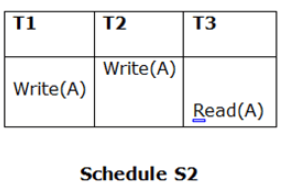 T1 T2 T3
Write(A)
Write(A)
Read(A)
Schedule S2